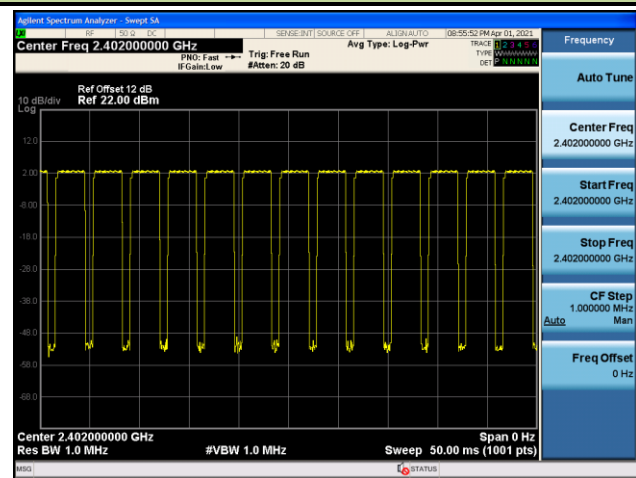 Agilent Spectrum Analyzer - Swept SA
RF 50 Ω DC SENSE:INT SOURCE OFF ALIGNAUTO 08:55:52 PM Apr 01, 2021
Center Freq 2.402000000 GHz
PNO: Fast
IFGain:Low
Trig: Free Run
#Atten: 20 dB
Avg Type: Log-Pwr
TRACE 1 2 3 4 5 6
TYPE WWWWWW
DET P N N N N N
Ref Offset 12 dB
Ref 22.00 dBm
10 dB/div
Log
12.0
2.00
-8.00
-18.0
-28.0
-38.0
-48.0
-58.0
-68.0
Center 2.402000000 GHz
Span 0 Hz
Res BW 1.0 MHz
#VBW 1.0 MHz
Sweep 50.00 ms (1001 pts)
MSG
STATUS
Frequency
Auto Tune
Center Freq
2.402000000 GHz
Start Freq
2.402000000 GHz
Stop Freq
2.402000000 GHz
CF Step
1.000000 MHz
Auto Man
Freq Offset
0 Hz